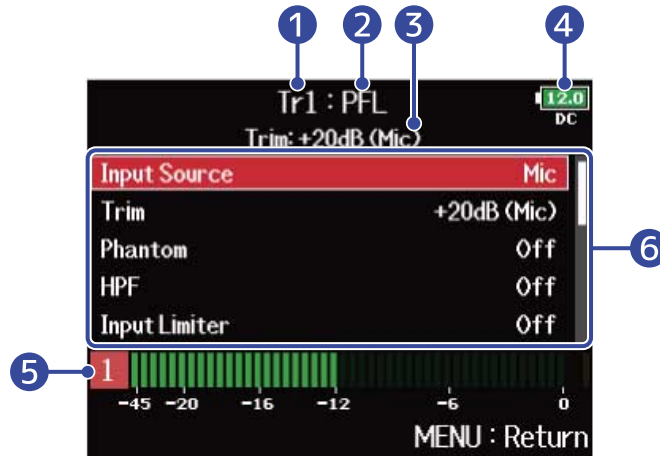 1 2 3 4
Tr1 : PFL
12.0
DC
Trim: +20dB (Mic)
Input Source Mic
Trim +20dB (Mic)
Phantom Off
HPF Off
Input Limiter Off
6
5
1
-45 -20 -16 -12 -6 0
MENU : Return